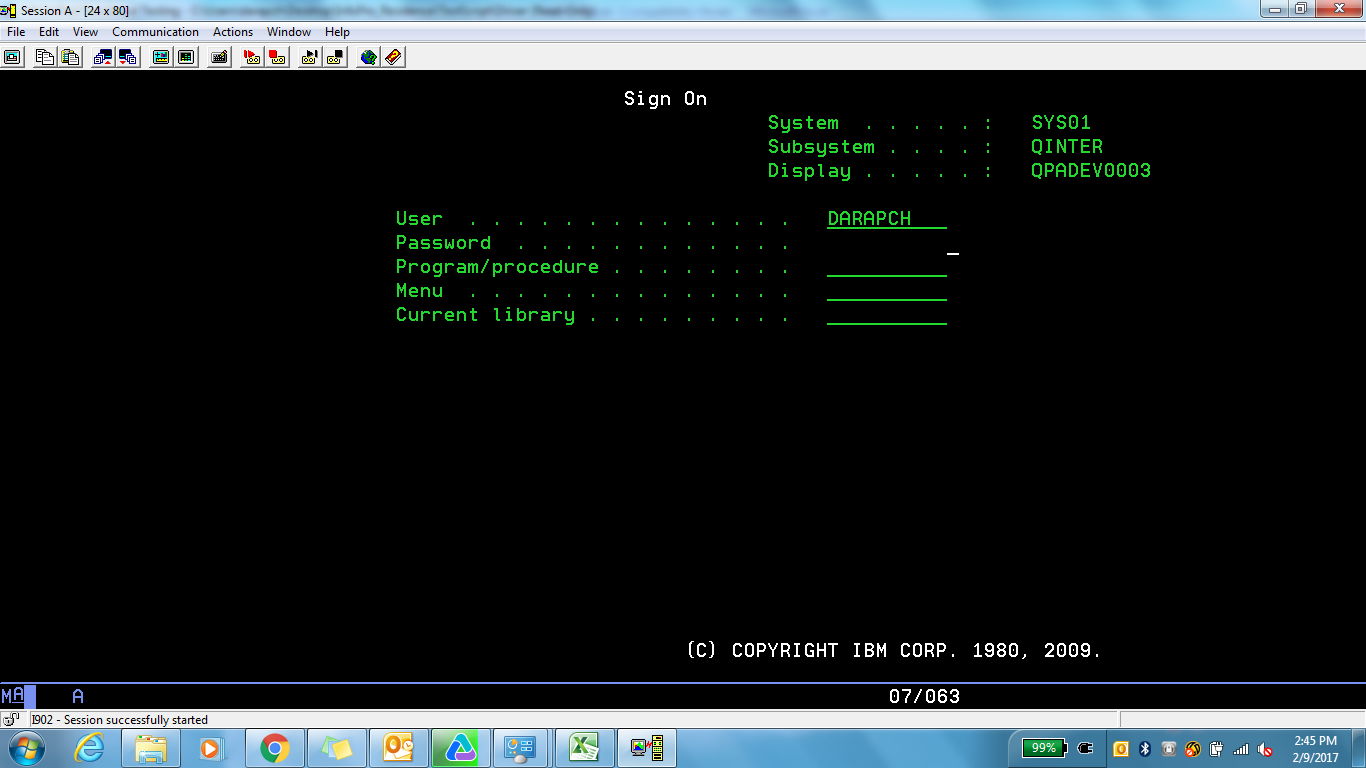 Session A - [24 x 80]
File Edit View Communication Actions Window Help
Sign On
System . . . . . : SYS01
Subsystem . . . . : QINTER
Display . . . . . : QPADEV0003
User . . . . . . . . . . . . . . DARAPCH
Password . . . . . . . . . . . .
Program/procedure . . . . . . . .
Menu . . . . . . . . . . . . . .
Current library . . . . . . . . .
(C) COPYRIGHT IBM CORP. 1980, 2009.
MA A 07/063
I902 - Session successfully started
99%
2:45 PM
2/9/2017